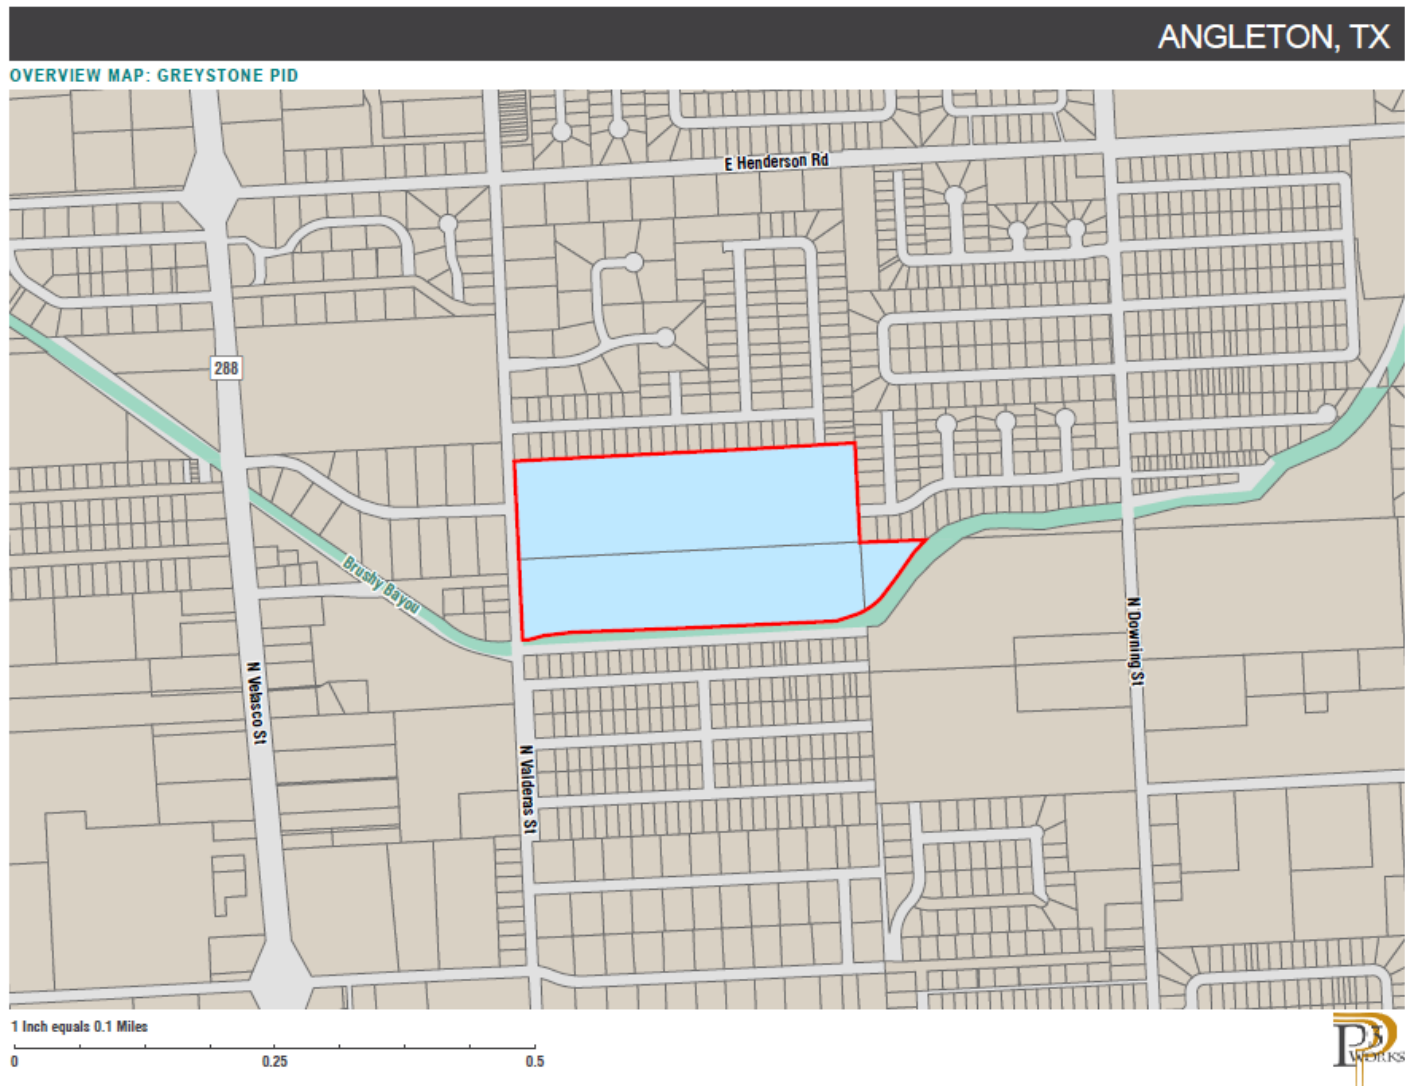 ANGLETON, TX
OVERVIEW MAP: GREYSTONE PID
E Henderson Rd
288
Brushy Bayou
N Downing St
N Velasco St
N Valderas St
1 Inch equals 0.1 Miles
0 0.25 0.5
P3
WORKS